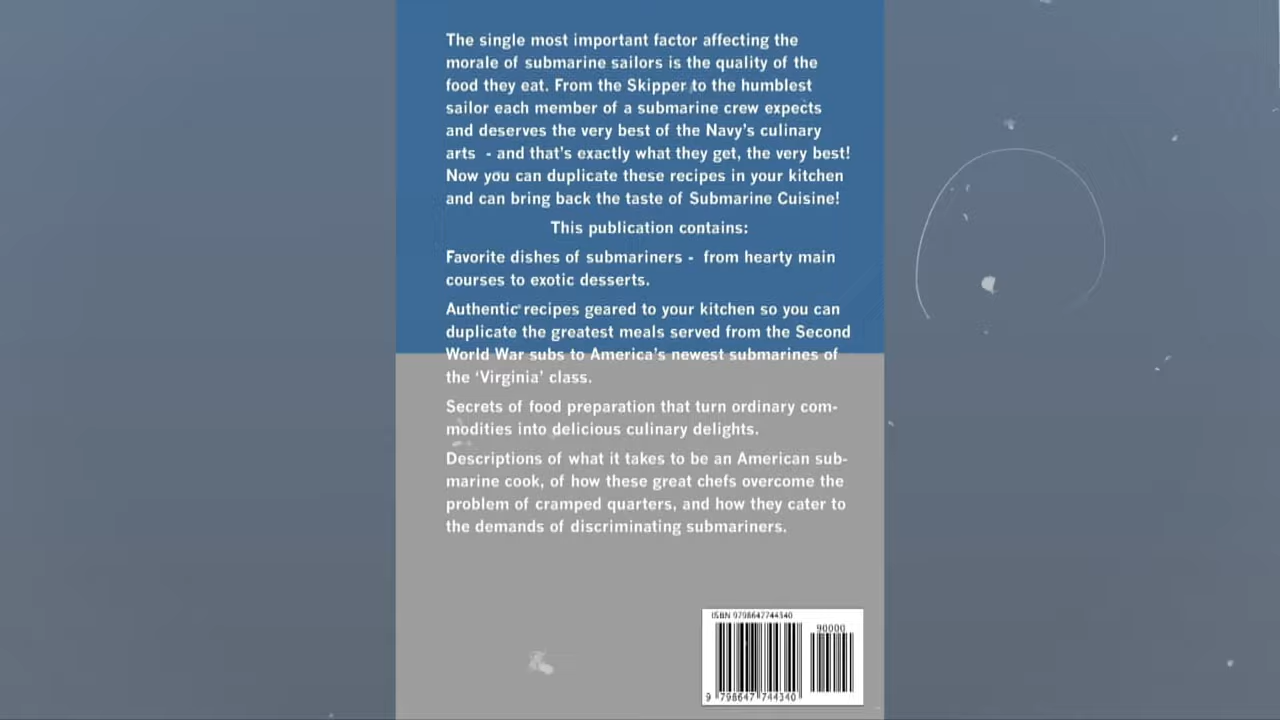 The single most important factor affecting the
morale of submarine sailors is the quality of the
food they eat. From the Skipper to the humblest
sailor each member of a submarine crew expects
and deserves the very best of the Navy's culinary
arts - and that's exactly what they get, the very best!
Now you can duplicate these recipes in your kitchen
and can bring back the taste of Submarine Cuisine!
This publication contains:
Favorite dishes of submariners - from hearty main
courses to exotic desserts.
Authentic recipes geared to your kitchen so you can
duplicate the greatest meals served from the Second
World War subs to America's newest submarines of
the 'Virginia' class.
Secrets of food preparation that turn ordinary com-
modities into delicious culinary delights.
Descriptions of what it takes to be an American sub-
marine cook, of how these great chefs overcome the
problem of cramped quarters, and how they cater to
the demands of discriminating submariners.
ISBN 9798647744340
90000
9 798647 744340